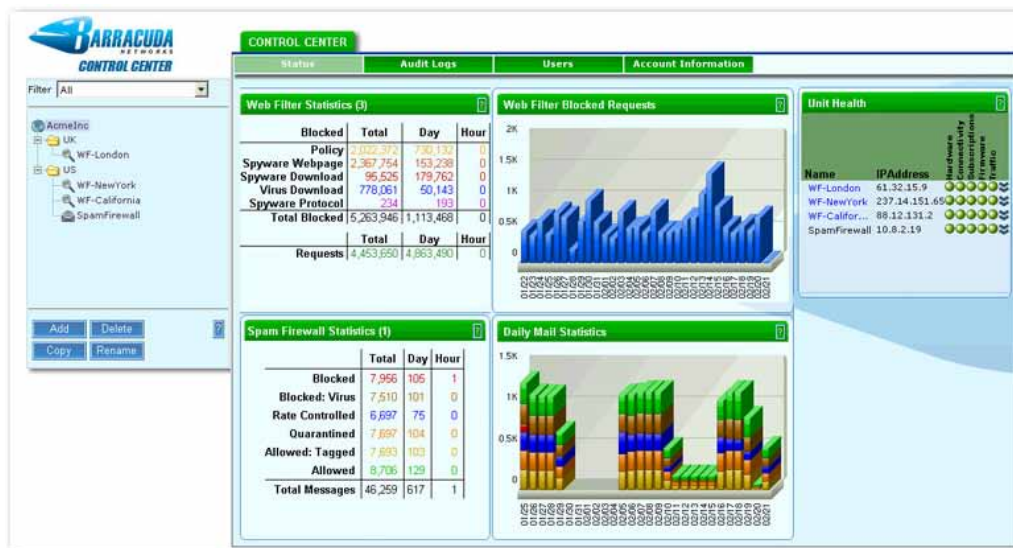 BARRACUDA
NETWORKS
CONTROL CENTER
Filter All
AcmeInc
UK
WF-London
US
WF-NewYork
WF-California
SpamFirewall
Add Delete
Copy Rename
CONTROL CENTER
Status Audit Logs Users Account Information
Web Filter Statistics (3)
Blocked Total Day Hour
Policy 2,022,372 730,132 0
Spyware Webpage 2,367,754 153,238 0
Spyware Download 95,525 179,762 0
Virus Download 778,061 50,143 0
Spyware Protocol 234 193 0
Total Blocked 5,263,946 1,113,468 0
Total Day Hour
Requests 4,453,650 4,863,490 0
Web Filter Blocked Requests
2K
1.5K
1K
0.5K
0
Unit Health
Name IPAddress Hardware Connectivity Subscriptions Firmware Traffic
WF-London 61.32.15.9
WF-NewYork 237.14.151.65
WF-Califor... 88.12.131.2
SpamFirewall 10.8.2.19
Spam Firewall Statistics (1)
Total Day Hour
Blocked 7,956 105 1
Blocked: Virus 7,510 101 0
Rate Controlled 6,697 75 0
Quarantined 7,697 104 0
Allowed: Tagged 7,693 103 0
Allowed 8,706 129 0
Total Messages 46,259 617 1
Daily Mail Statistics
1.5K
1K
0.5K
0